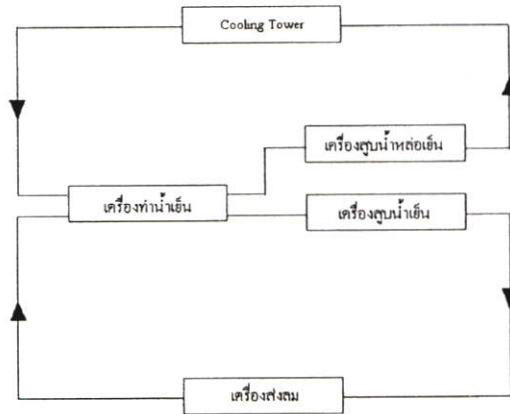 Cooling Tower
เครื่องสูบน้ำหล่อเย็น
เครื่องทำน้ำเย็น
เครื่องสูบน้ำเย็น
เครื่องส่งลม